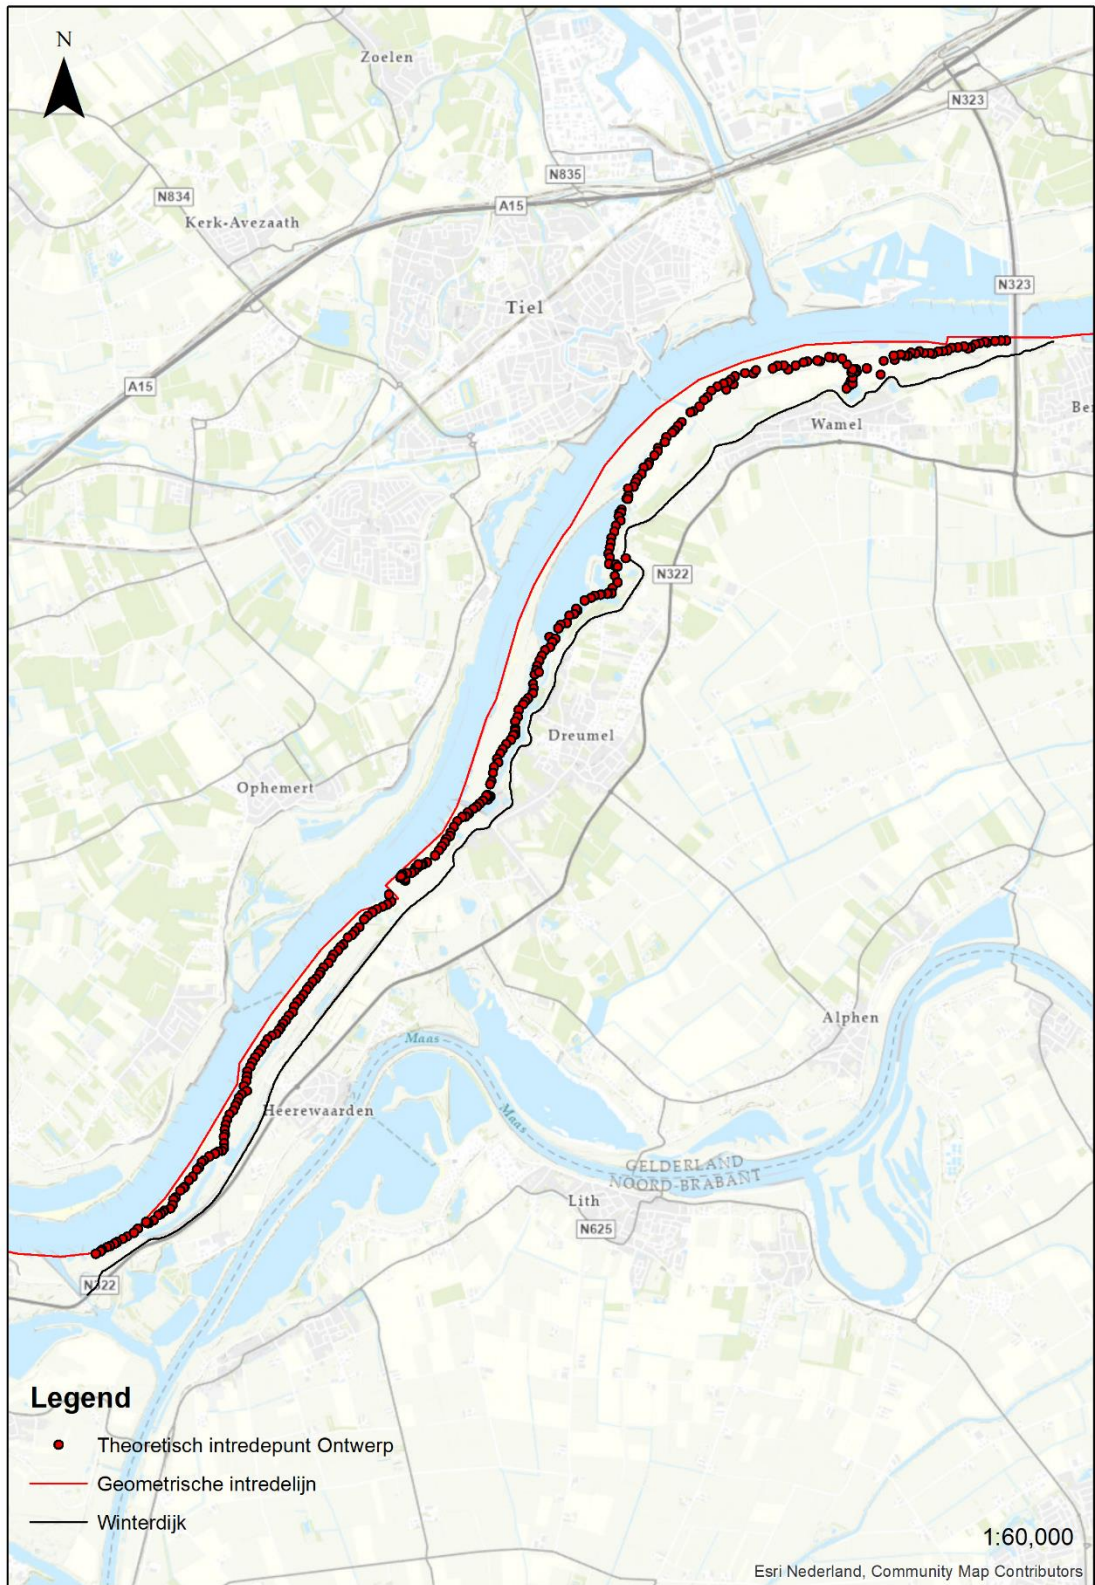 N
Zoelen
N323
N835
N834
A15
Kerk-Avezaath
N323
Tiel
A15
Wamel
N322
Dreumel
Ophemert
Alphen
Maas
Heerewaarden
Maas
GELDERLAND
NOORD-BRABANT
Lith
N625
N322
Legend
Theoretisch intredepunt Ontwerp
Geometrische intredelijn
Winterdijk
1:60,000
Esri Nederland, Community Map Contributors